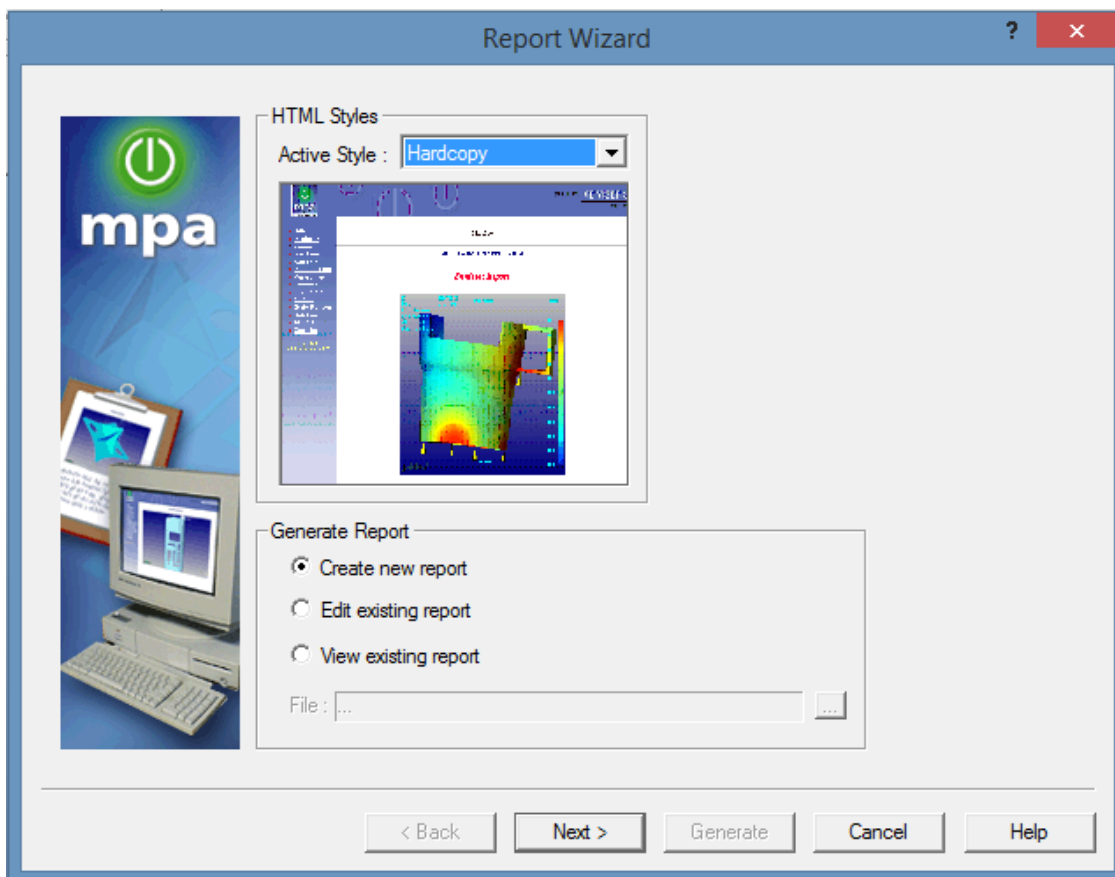 Report Wizard
?
mpa
HTML Styles
Active Style :
Hardcopy
Generate Report
Create new report
Edit existing report
View existing report
File :
...
...
< Back
Next >
Generate
Cancel
Help